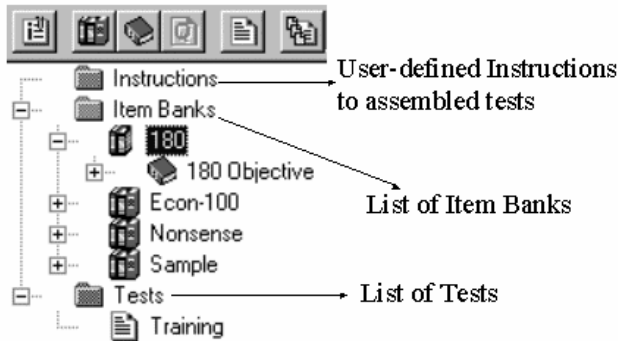 Instructions
User-defined Instructions
to assembled tests
Item Banks
180
180 Objective
Econ-100
List of Item Banks
Nonsense
Sample
Tests
List of Tests
Training